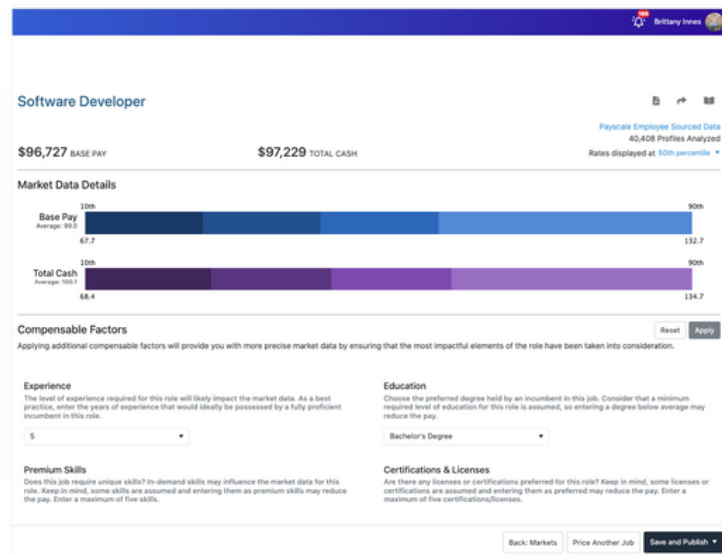 186
Brittany Innes
Software Developer
Payscale Employee Sourced Data
40,408 Profiles Analyzed
$96,727 BASE PAY
$97,229 TOTAL CASH
Rates displayed at 50th percentile
Market Data Details
10th
90th
Base Pay
Average: 99.0
67.7
132.7
10th
90th
Total Cash
Average: 100.1
68.4
134.7
Compensable Factors
Reset
Apply
Applying additional compensable factors will provide you with more precise market data by ensuring that the most impactful elements of the role have been taken into consideration.
Experience
The level of experience required for this role will likely impact the market data. As a best
practice, enter the years of experience that would ideally be possessed by a fully proficient
incumbent in this role.
5
Education
Choose the preferred degree held by an incumbent in this job. Consider that a minimum
required level of education for this role is assumed, so entering a degree below average may
reduce the pay.
Bachelor's Degree
Premium Skills
Does this job require unique skills? In-demand skills may influence the market data for this
role. Keep in mind, some skills are assumed and entering them as premium skills may reduce
the pay. Enter a maximum of five skills.
Certifications & Licenses
Are there any licenses or certifications preferred for this role? Keep in mind, some licenses or
certifications are assumed and entering them as preferred may reduce the pay. Enter a
maximum of five certifications/licenses.
Back: Markets
Price Another Job
Save and Publish